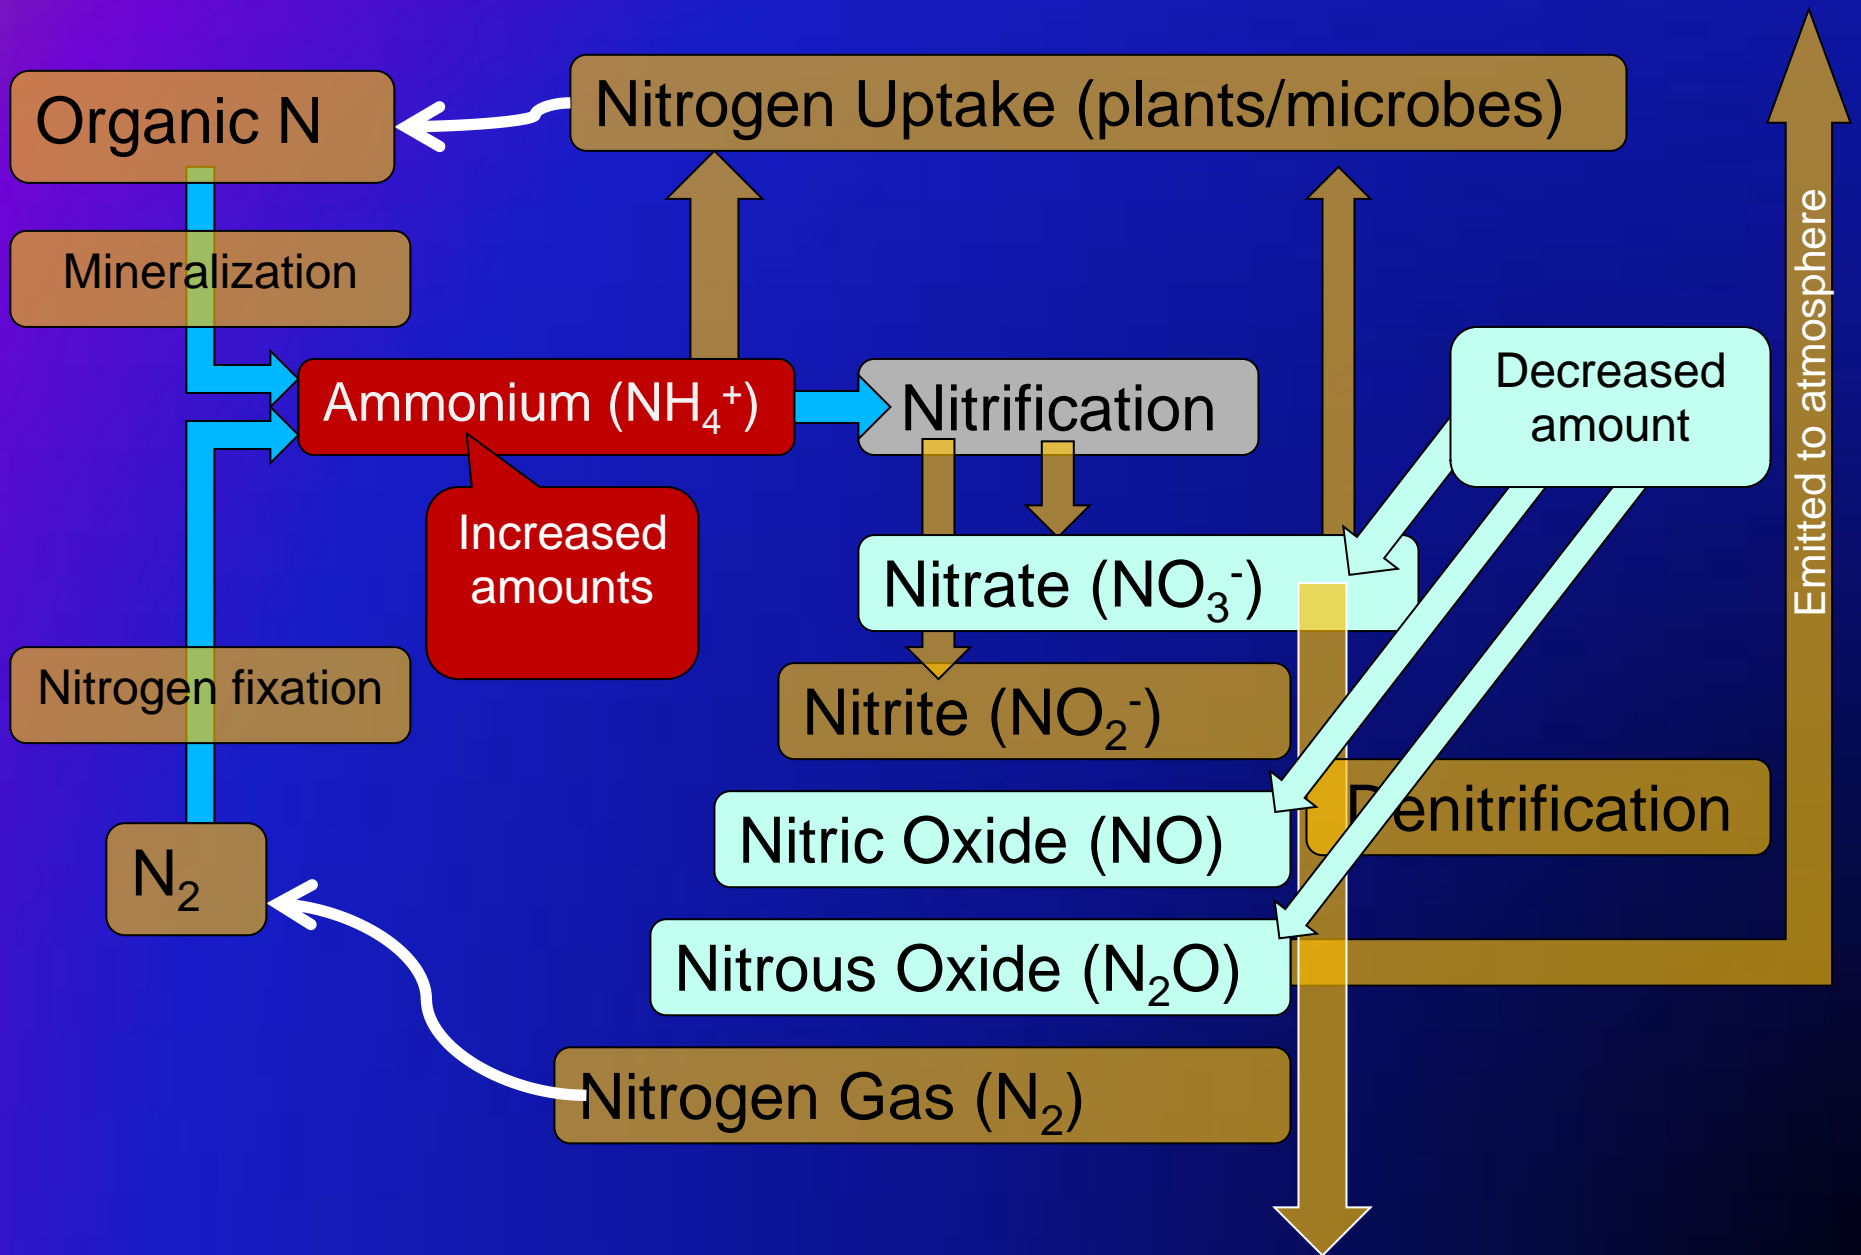 Organic N
Nitrogen Uptake (plants/microbes)
Mineralization
Ammonium (NH₄⁺)
Nitrification
Decreased
amount
Emitted to atmosphere
Increased
amounts
Nitrate (NO₃⁻)
Nitrogen fixation
Nitrite (NO₂⁻)
Denitrification
Nitric Oxide (NO)
N₂
Nitrous Oxide (N₂O)
Nitrogen Gas (N₂)